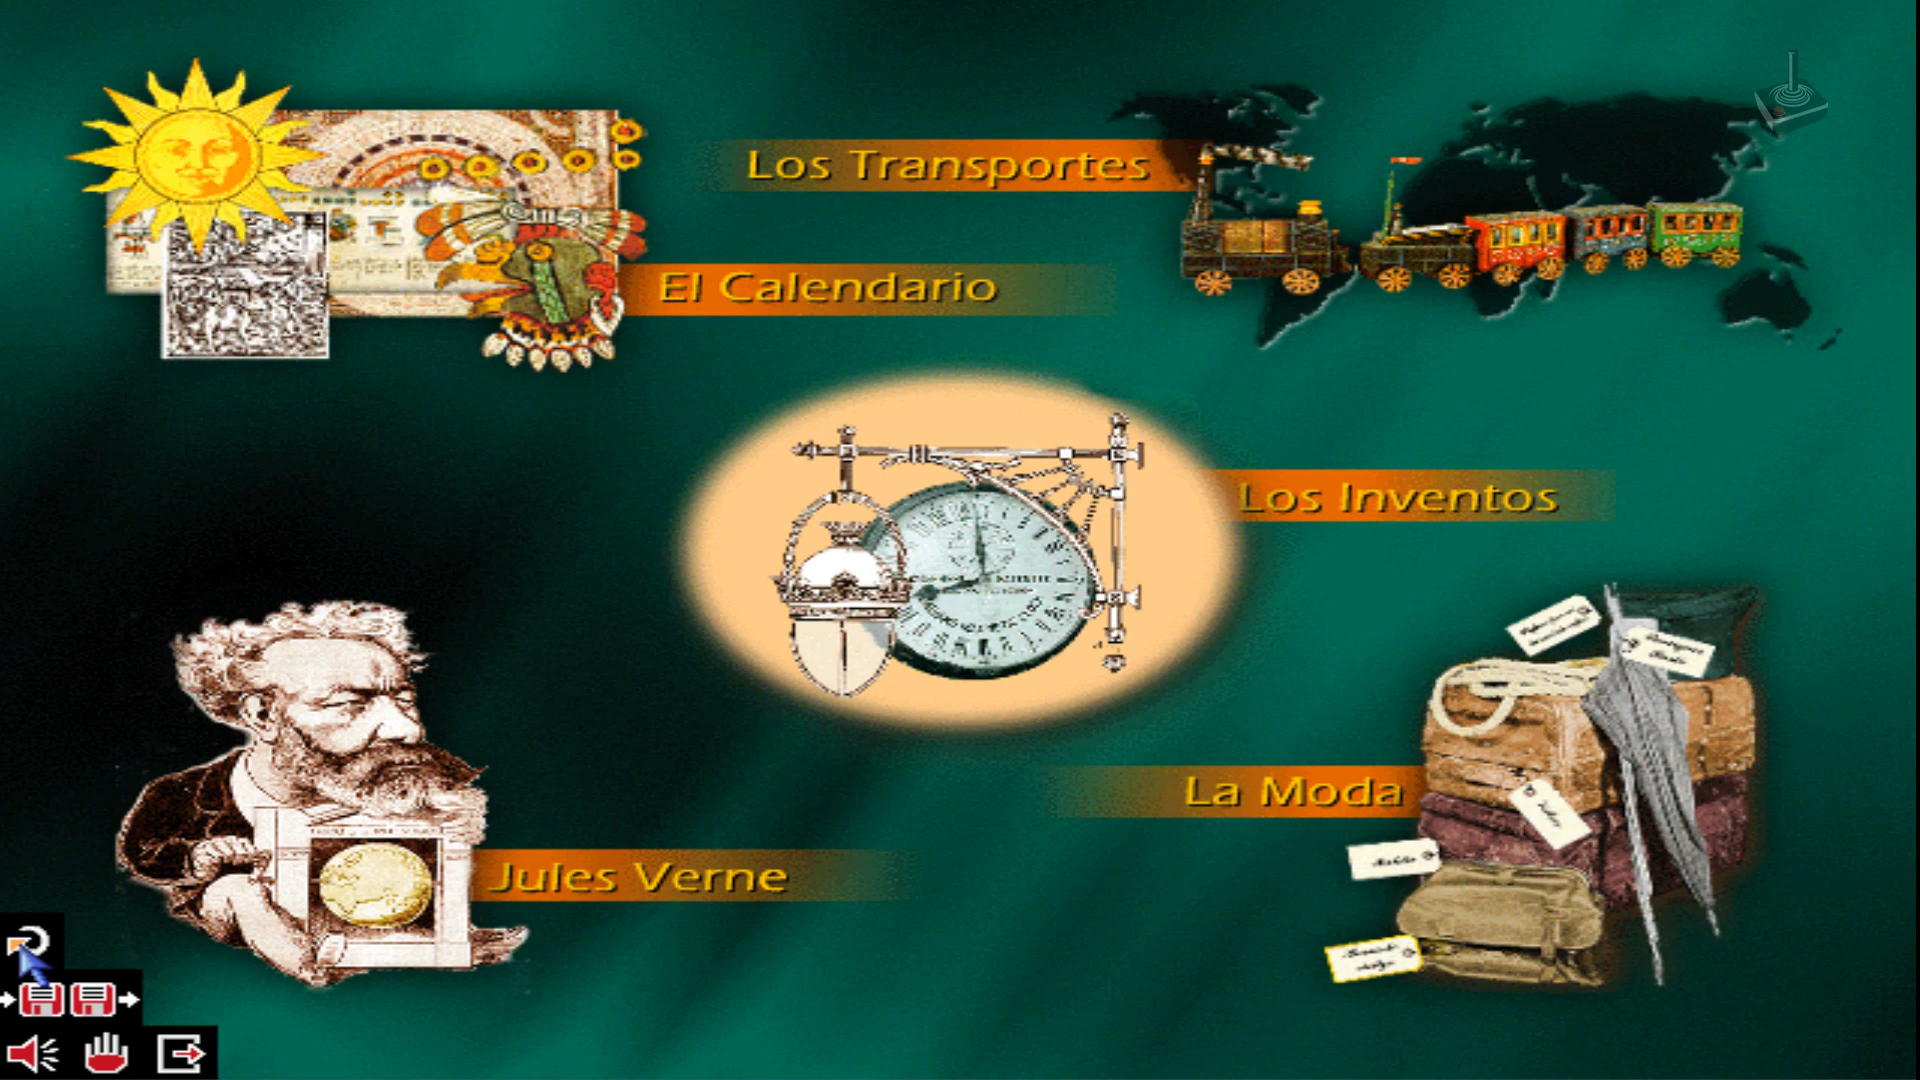 Los Transportes
El Calendario
Los Inventos
La Moda
Jules Verne